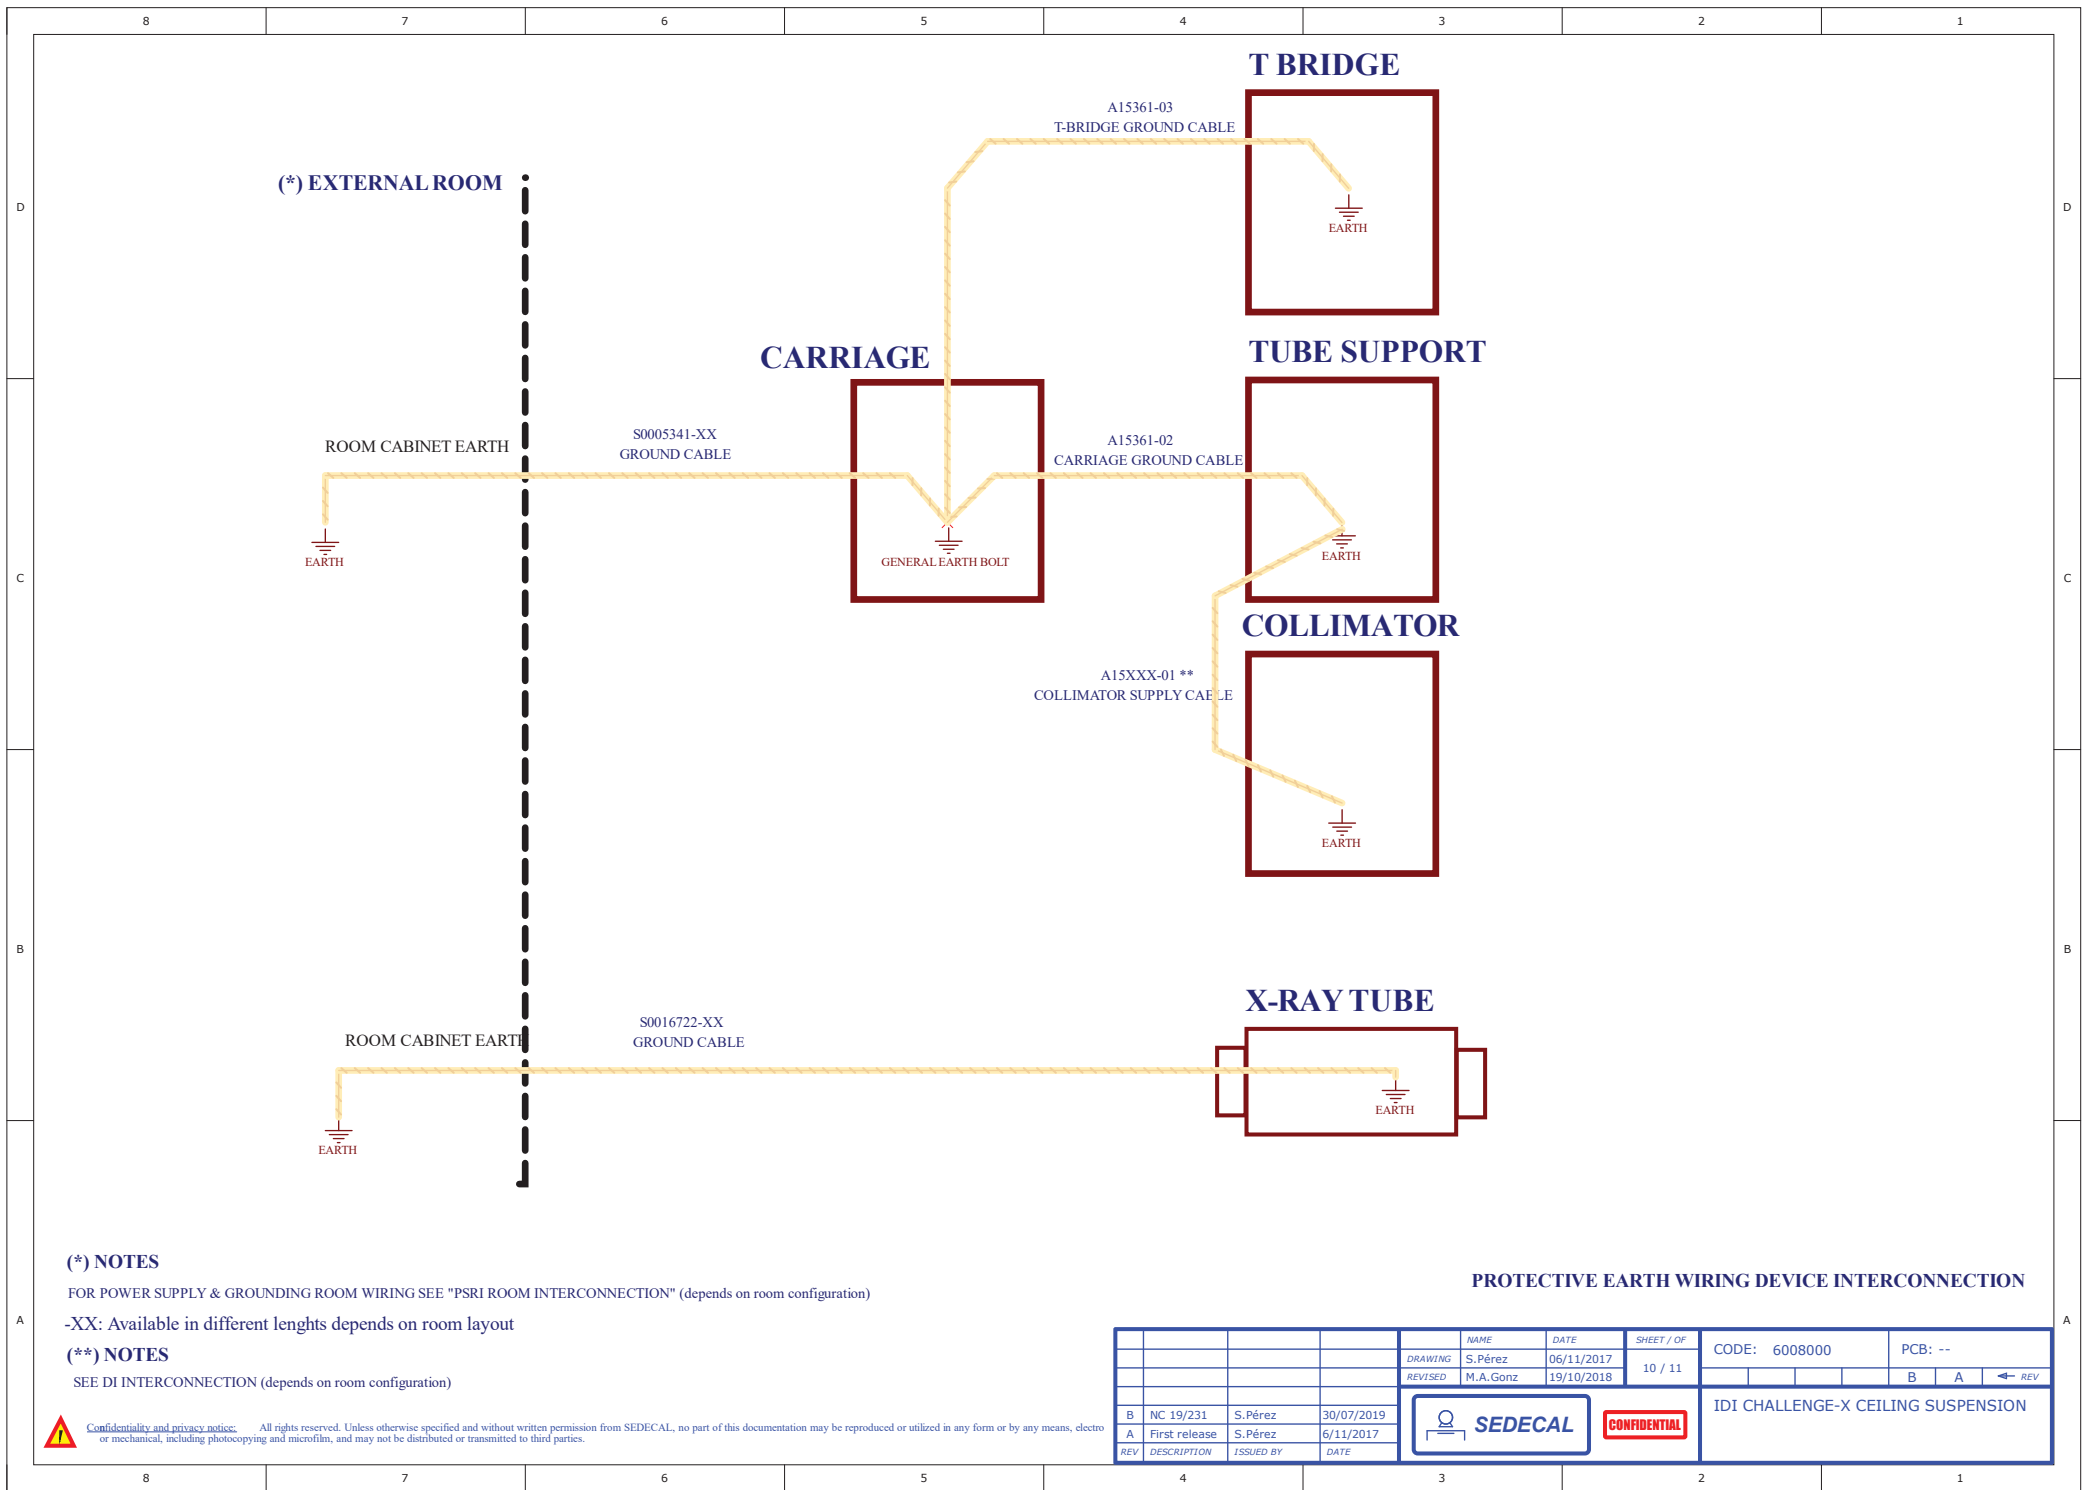 8 7 6 5 4 3 2 1
T BRIDGE
A15361-03
T-BRIDGE GROUND CABLE
(*) EXTERNAL ROOM
D D
EARTH
CARRIAGE
TUBE SUPPORT
ROOM CABINET EARTH
S0005341-XX
GROUND CABLE
A15361-02
CARRIAGE GROUND CABLE
EARTH
GENERAL EARTH BOLT
EARTH
C C
COLLIMATOR
A15XXX-01 **
COLLIMATOR SUPPLY CABLE
EARTH
B B
X-RAY TUBE
ROOM CABINET EARTH
S0016722-XX
GROUND CABLE
EARTH
EARTH
(*) NOTES
FOR POWER SUPPLY & GROUNDING ROOM WIRING SEE "PSRI ROOM INTERCONNECTION" (depends on room configuration)
-XX: Available in different lenghts depends on room layout
(**) NOTES
SEE DI INTERCONNECTION (depends on room configuration)
PROTECTIVE EARTH WIRING DEVICE INTERCONNECTION
A A
Confidentiality and privacy notice: All rights reserved. Unless otherwise specified and without written permission from SEDECAL, no part of this documentation may be reproduced or utilized in any form or by any means, electro
or mechanical, including photocopying and microfilm, and may not be distributed or transmitted to third parties.
NAME DATE SHEET / OF
DRAWING S.Pérez 06/11/2017 10 / 11
REVISED M.A.Gonz 19/10/2018
CODE: 6008000 PCB: --
B A REV
B NC 19/231 S.Pérez 30/07/2019
A First release S.Pérez 6/11/2017
REV DESCRIPTION ISSUED BY DATE
SEDECAL
CONFIDENTIAL
IDI CHALLENGE-X CEILING SUSPENSION
8 7 6 5 4 3 2 1